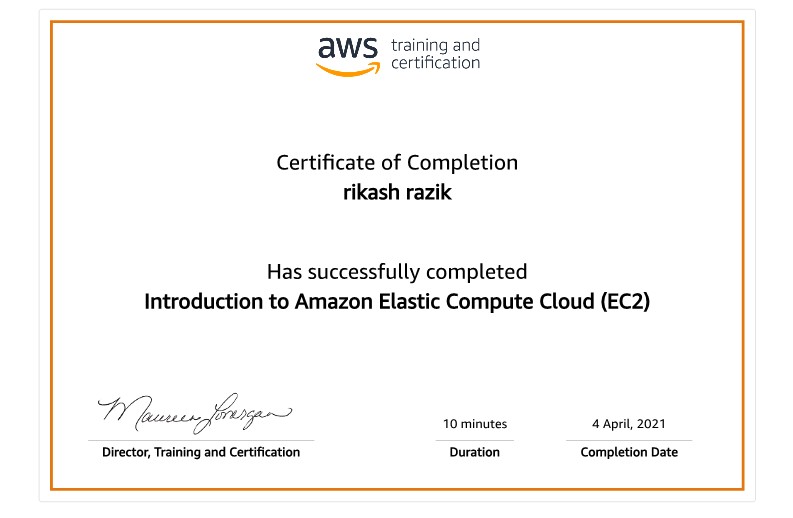 aws training and
certification
Certificate of Completion
rikash razik
Has successfully completed
Introduction to Amazon Elastic Compute Cloud (EC2)
Maureen Lonergan
10 minutes
4 April, 2021
Director, Training and Certification
Duration
Completion Date